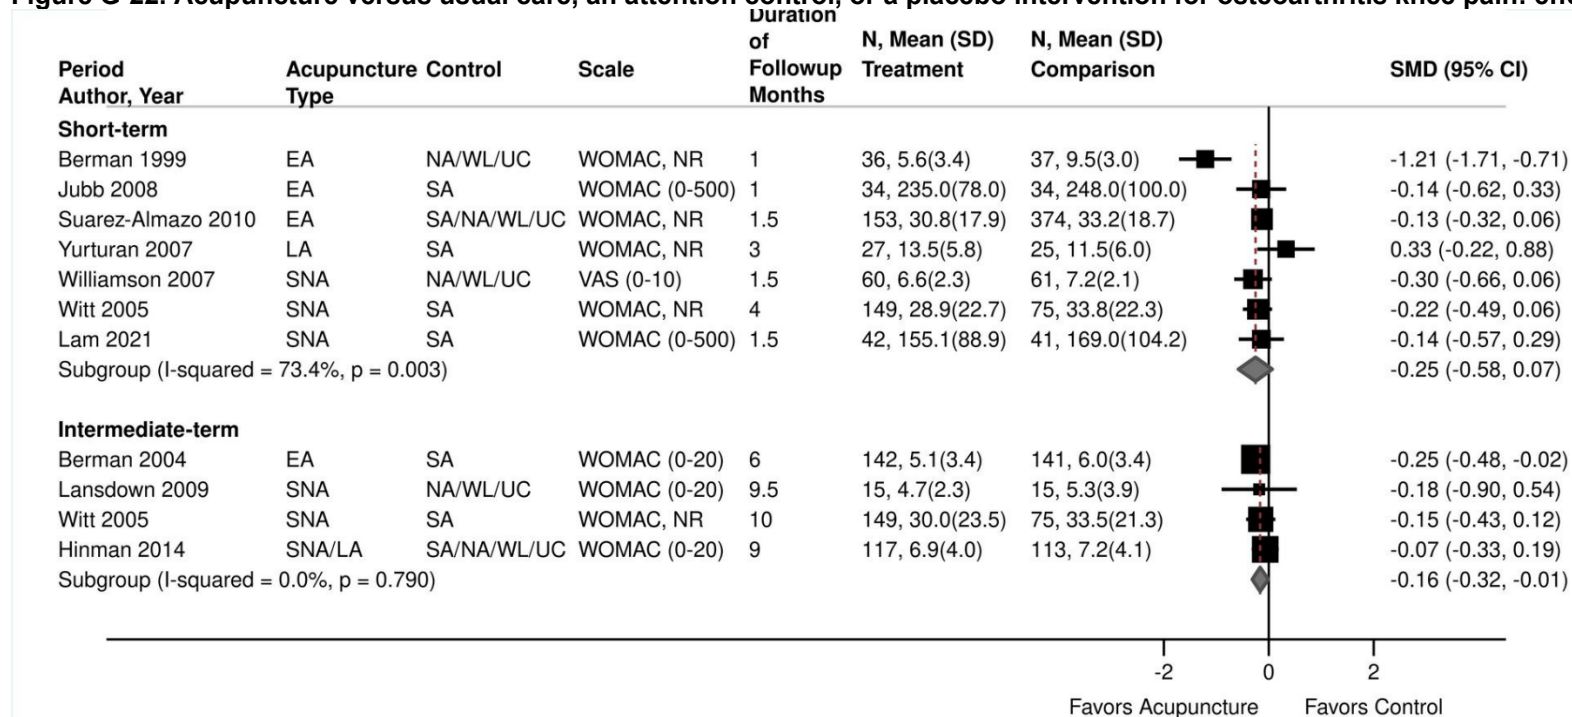 Figure G-22. Acupuncture versus usual care, an attention control, or a placebo intervention for osteoarthritis knee pain:
Duration of Followup Months
N, Mean (SD) Treatment
N, Mean (SD) Comparison
Period Author, Year
Acupuncture Type
Control
Scale
SMD (95% CI)
Short-term
Berman 1999 EA NA/WL/UC WOMAC, NR 1 36, 5.6(3.4) 37, 9.5(3.0) -1.21 (-1.71, -0.71)
Jubb 2008 EA SA WOMAC (0-500) 1 34, 235.0(78.0) 34, 248.0(100.0) -0.14 (-0.62, 0.33)
Suarez-Almazo 2010 EA SA/NA/WL/UC WOMAC, NR 1.5 153, 30.8(17.9) 374, 33.2(18.7) -0.13 (-0.32, 0.06)
Yurturan 2007 LA SA WOMAC, NR 3 27, 13.5(5.8) 25, 11.5(6.0) 0.33 (-0.22, 0.88)
Williamson 2007 SNA NA/WL/UC VAS (0-10) 1.5 60, 6.6(2.3) 61, 7.2(2.1) -0.30 (-0.66, 0.06)
Witt 2005 SNA SA WOMAC, NR 4 149, 28.9(22.7) 75, 33.8(22.3) -0.22 (-0.49, 0.06)
Lam 2021 SNA SA WOMAC (0-500) 1.5 42, 155.1(88.9) 41, 169.0(104.2) -0.14 (-0.57, 0.29)
Subgroup (I-squared = 73.4%, p = 0.003) -0.25 (-0.58, 0.07)
Intermediate-term
Berman 2004 EA SA WOMAC (0-20) 6 142, 5.1(3.4) 141, 6.0(3.4) -0.25 (-0.48, -0.02)
Lansdown 2009 SNA NA/WL/UC WOMAC (0-20) 9.5 15, 4.7(2.3) 15, 5.3(3.9) -0.18 (-0.90, 0.54)
Witt 2005 SNA SA WOMAC, NR 10 149, 30.0(23.5) 75, 33.5(21.3) -0.15 (-0.43, 0.12)
Hinman 2014 SNA/LA SA/NA/WL/UC WOMAC (0-20) 9 117, 6.9(4.0) 113, 7.2(4.1) -0.07 (-0.33, 0.19)
Subgroup (I-squared = 0.0%, p = 0.790) -0.16 (-0.32, -0.01)
-2 0 2
Favors Acupuncture Favors Control